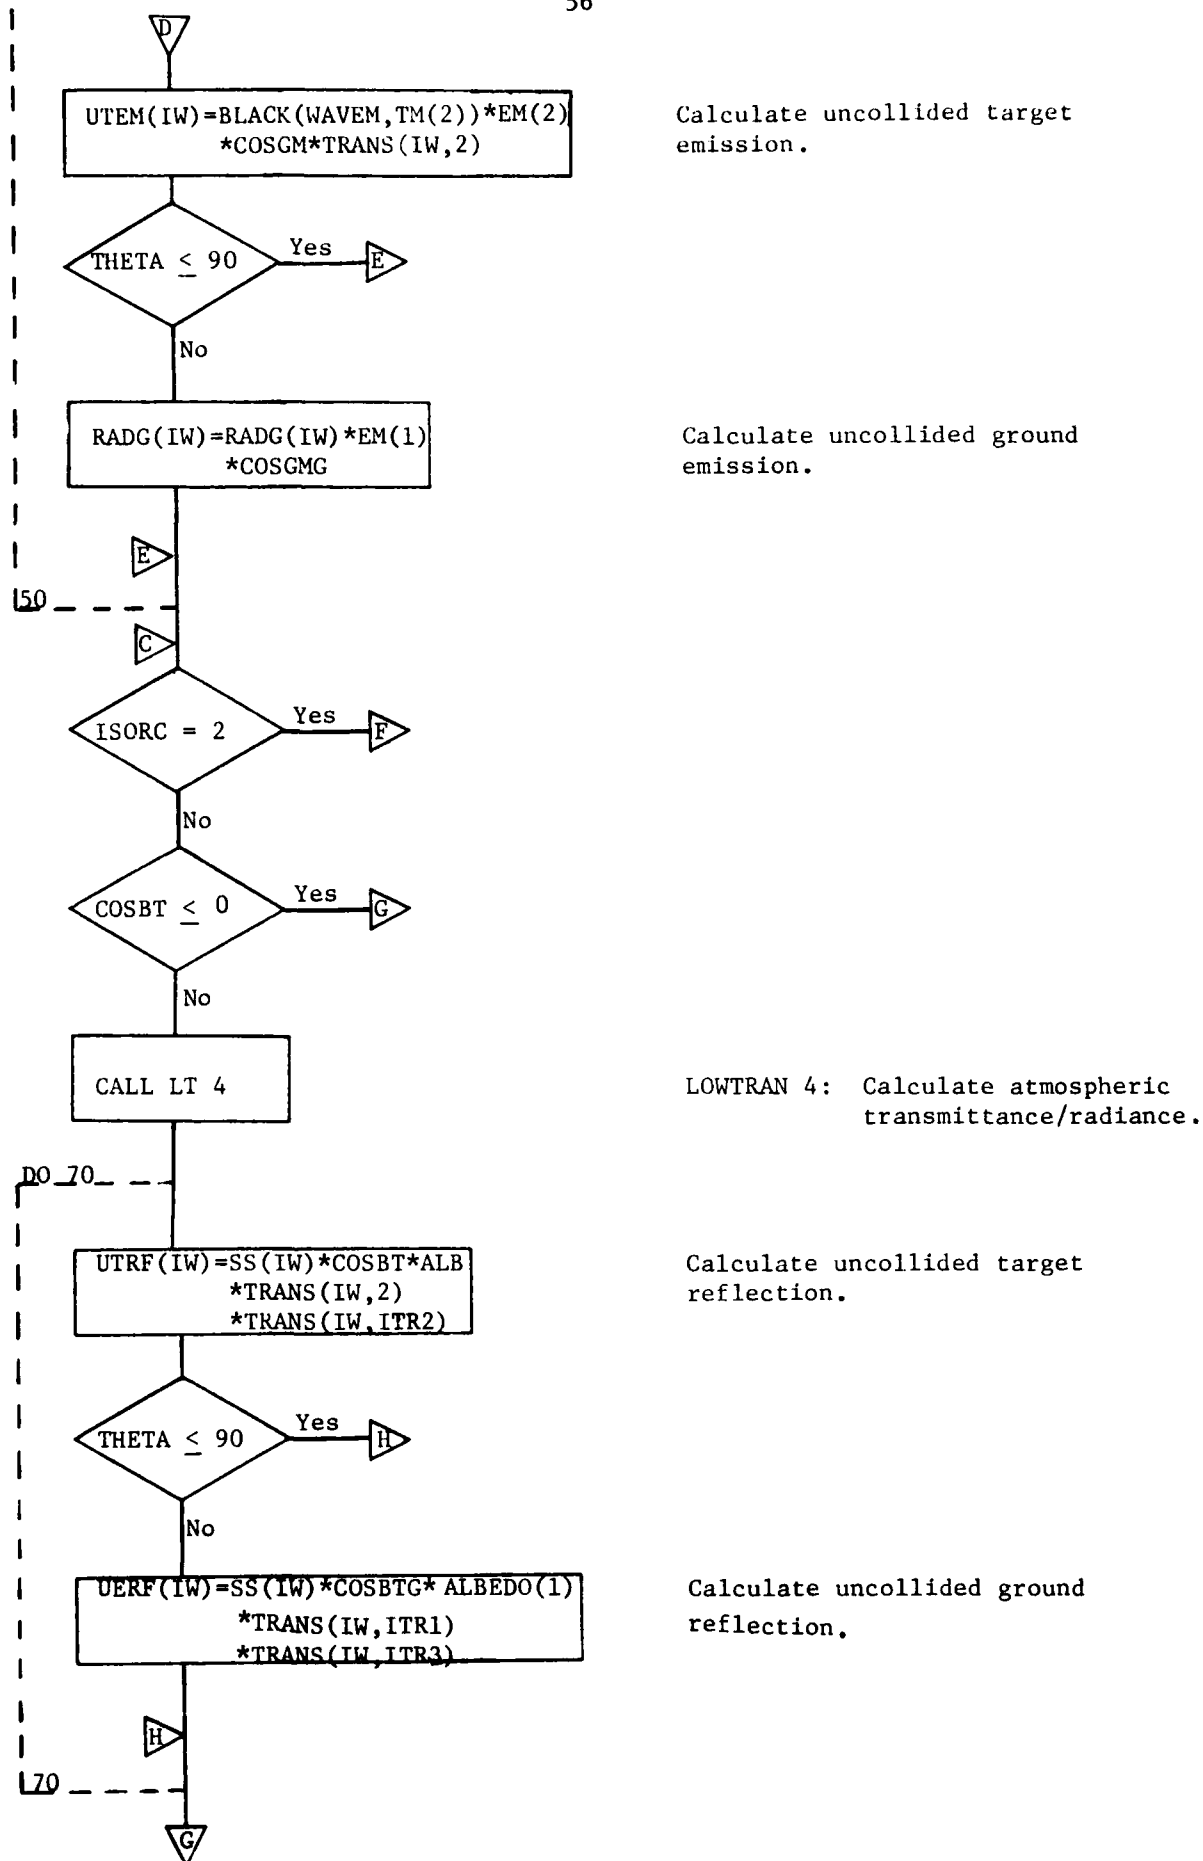 56
D
UTEM(IW)=BLACK(WAVEM,TM(2))*EM(2)
*COSGM*TRANS(IW,2)
Calculate uncollided target
emission.
THETA ≤ 90
Yes
E
No
RADG(IW)=RADG(IW)*EM(1)
*COSGMG
Calculate uncollided ground
emission.
E
50
C
ISORC = 2
Yes
F
No
COSBT ≤ 0
Yes
G
No
CALL LT 4
LOWTRAN 4: Calculate atmospheric
transmittance/radiance.
DO 70
UTRF(IW)=SS(IW)*COSBT*ALB
*TRANS(IW,2)
*TRANS(IW,ITR2)
Calculate uncollided target
reflection.
THETA ≤ 90
Yes
H
No
UERF(IW)=SS(IW)*COSBTG* ALBEDO(1)
*TRANS(IW,ITR1)
*TRANS(IW,ITR3)
Calculate uncollided ground
reflection.
H
70
G